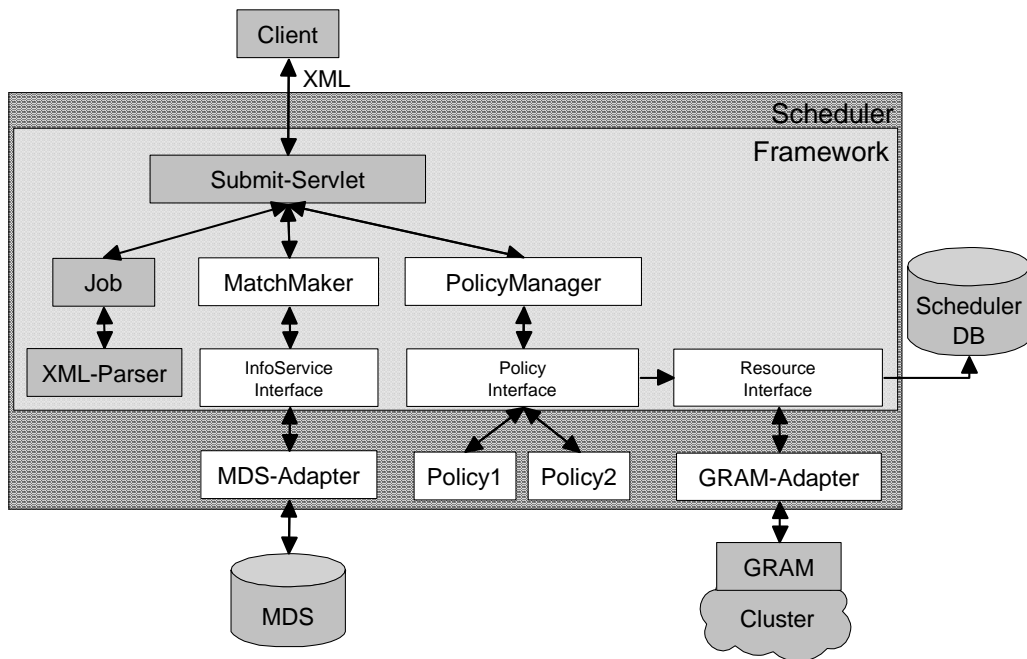 Client
XML
Scheduler
Framework
Submit-Servlet
Job
MatchMaker
PolicyManager
Scheduler
DB
XML-Parser
InfoService
Interface
Policy
Interface
Resource
Interface
MDS-Adapter
Policy1
Policy2
GRAM-Adapter
MDS
GRAM
Cluster